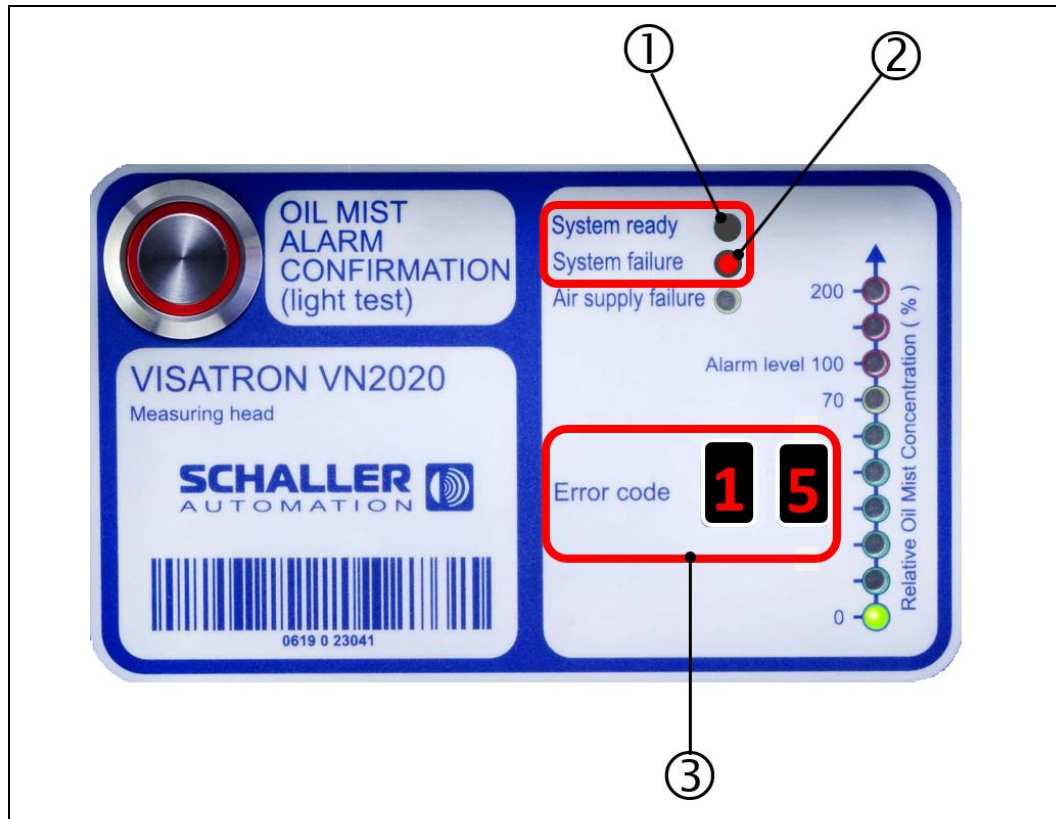 ①
②
OIL MIST
ALARM
CONFIRMATION
(light test)
System ready
System failure
Air supply failure
200
Alarm level 100
70
0
Relative Oil Mist Concentration ( % )
VISATRON VN2020
Measuring head
SCHALLER
AUTOMATION
0619 0 23041
Error code 1 5
③